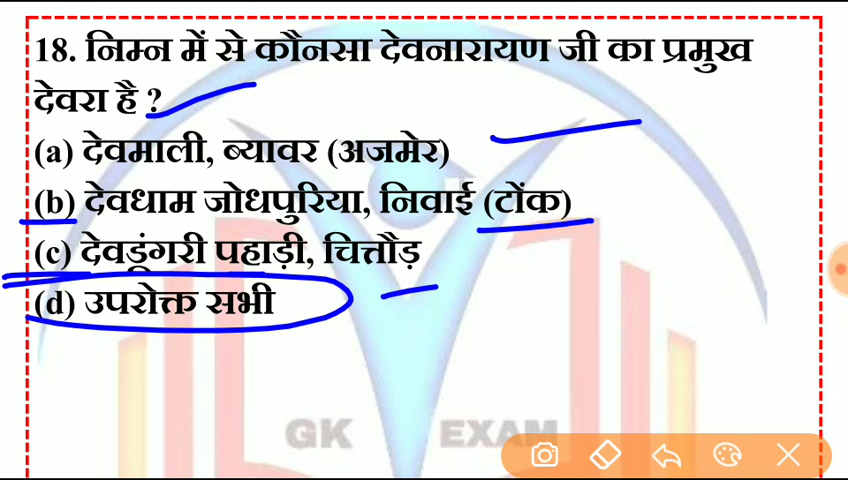 18. निम्न में से कौनसा देवनारायण जी का प्रमुख
देवरा है ?
(a) देवमाली, ब्यावर (अजमेर)
(b) देवधाम जोधपुरिया, निवाई (टोंक)
(c) देवडूंगरी पहाड़ी, चित्तौड़
(d) उपरोक्त सभी
GK EXAM